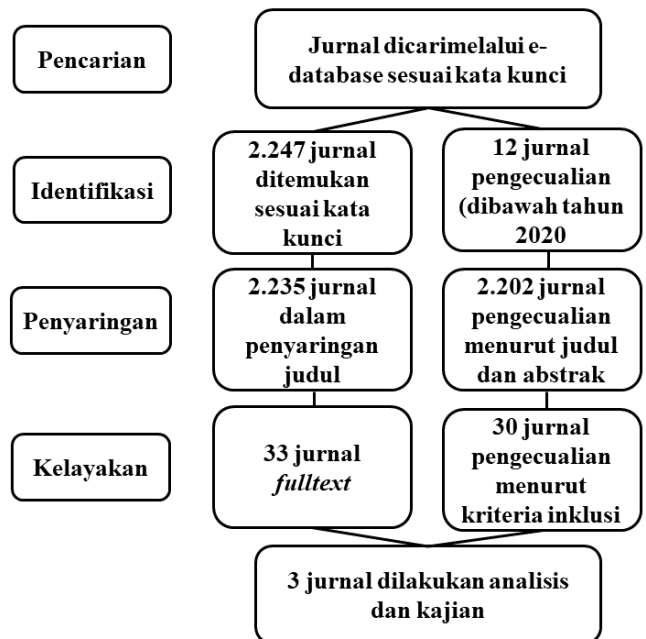 Pencarian
Jurnal dicarimelalui e-
database sesuai kata kunci
Identifikasi
2.247 jurnal
ditemukan
sesuai kata
kunci
12 jurnal
pengecualian
(dibawah tahun
2020
Penyaringan
2.235 jurnal
dalam
penyaringan
judul
2.202 jurnal
pengecualian
menurut judul
dan abstrak
Kelayakan
33 jurnal
fulltext
30 jurnal
pengecualian
menurut
kriteria inklusi
3 jurnal dilakukan analisis
dan kajian